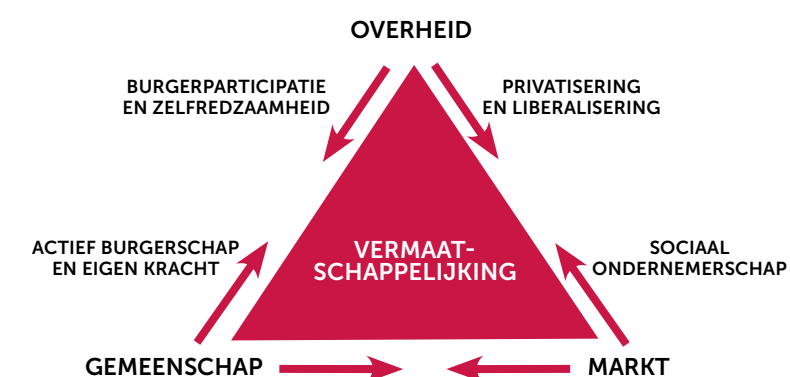 OVERHEID
BURGERPARTICIPATIE
EN ZELFREDZAAMHEID
PRIVATISERING
EN LIBERALISERING
ACTIEF BURGERSCHAP
EN EIGEN KRACHT
VERMAAT-
SCHAPPELIJKING
SOCIAAL
ONDERNEMERSCHAP
GEMEENSCHAP
MARKT